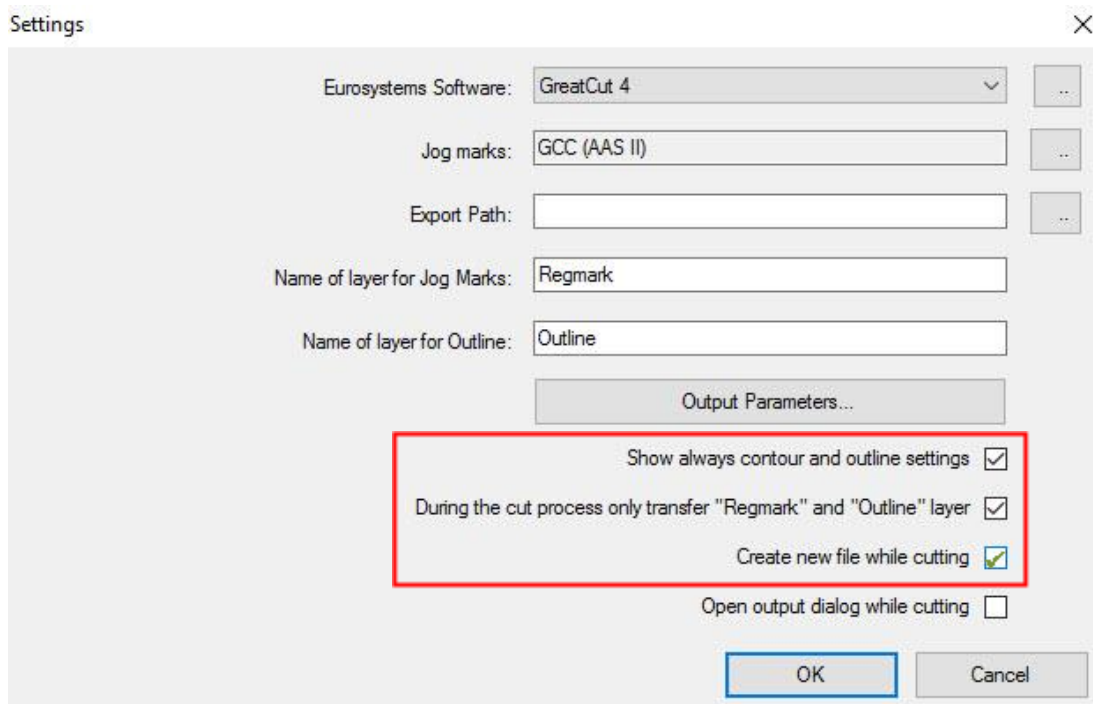 Settings
Eurosystems Software: GreatCut 4 ..
Jog marks: GCC (AAS II) ..
Export Path: ..
Name of layer for Jog Marks: Regmark
Name of layer for Outline: Outline
Output Parameters...
Show always contour and outline settings
During the cut process only transfer "Regmark" and "Outline" layer
Create new file while cutting
Open output dialog while cutting
OK Cancel